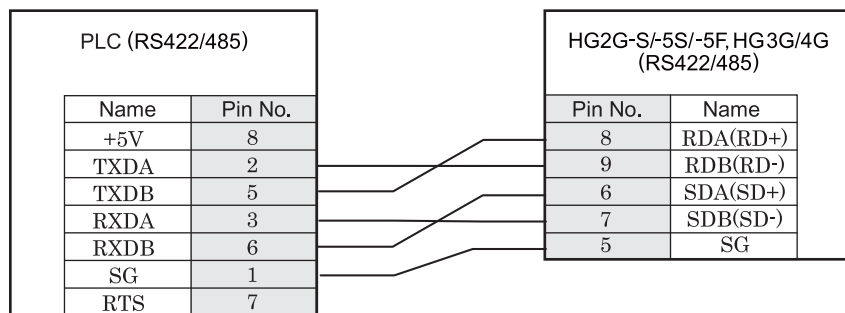 PLC (RS422/485)
Name Pin No.
+5V 8
TXDA 2
TXDB 5
RXDA 3
RXDB 6
SG 1
RTS 7
HG2G-S/-5S/-5F, HG3G/4G
(RS422/485)
Pin No. Name
8 RDA(RD+)
9 RDB(RD-)
6 SDA(SD+)
7 SDB(SD-)
5 SG